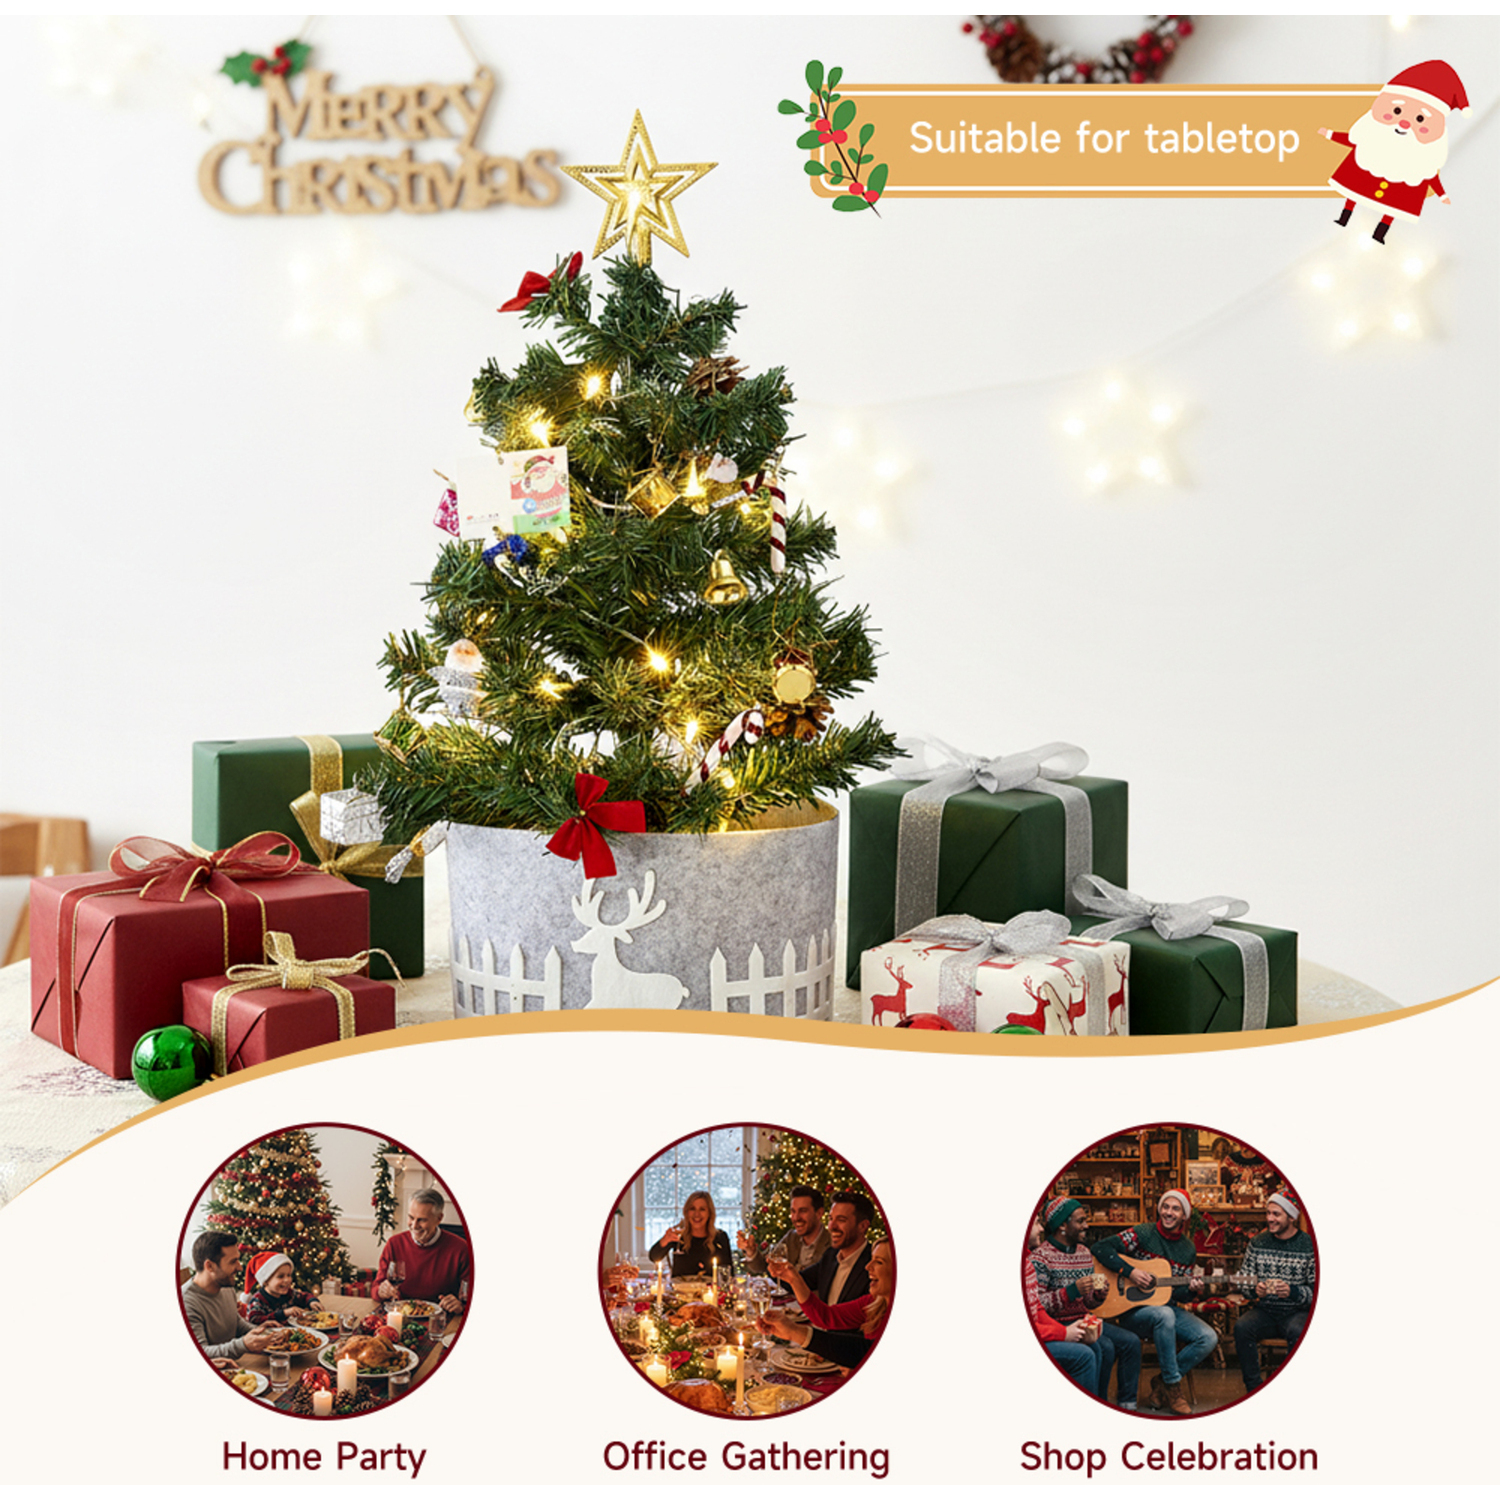 Merry
Christmas
Suitable for tabletop
Home Party
Office Gathering
Shop Celebration